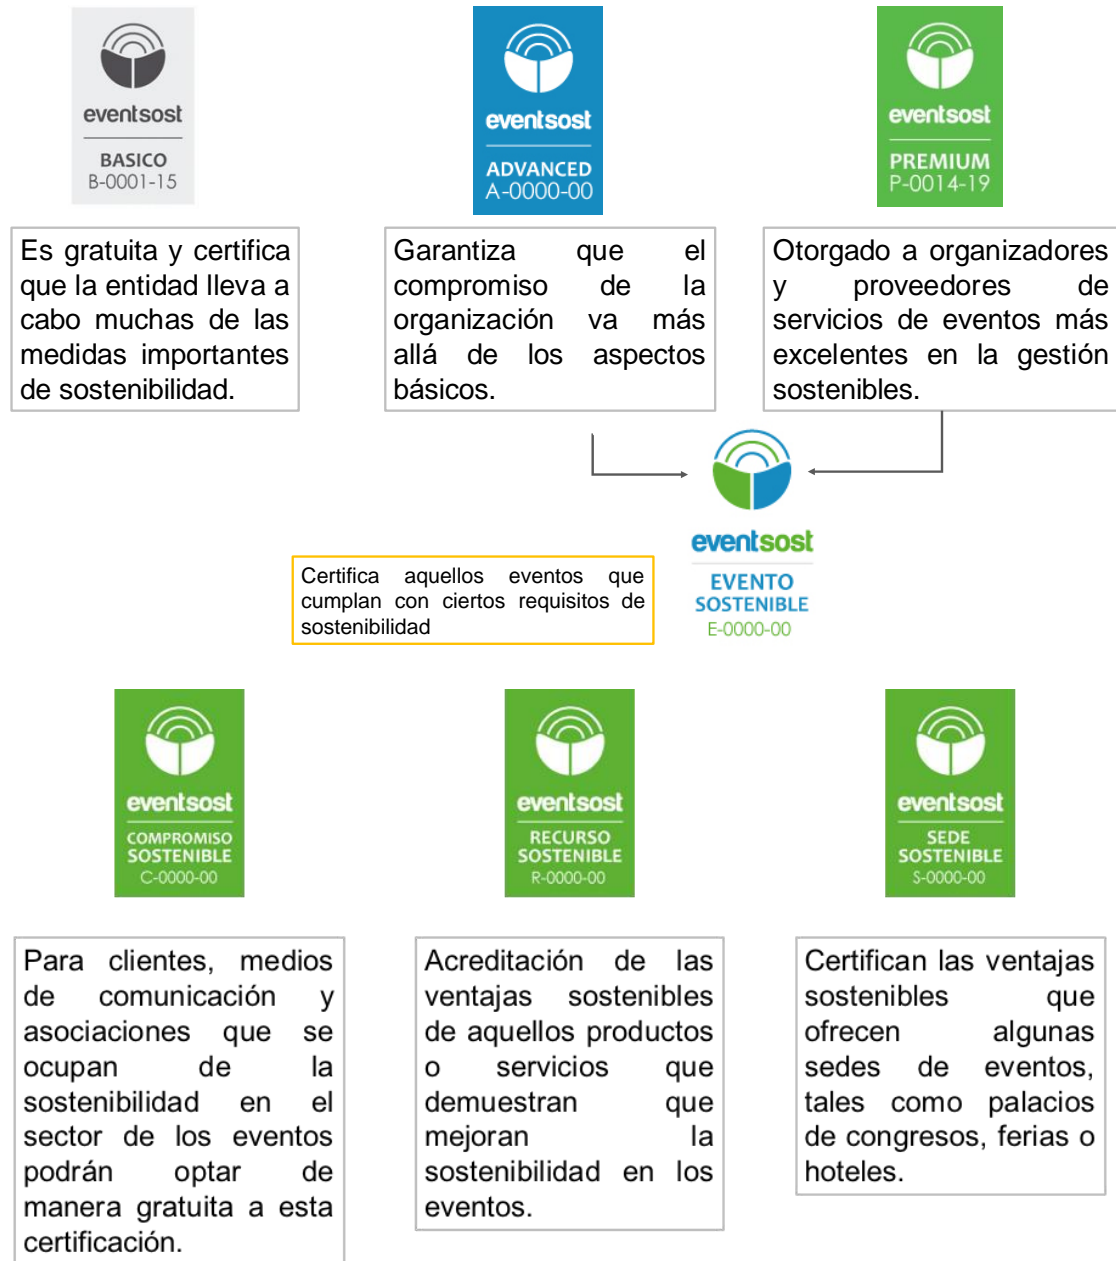 eventsost
BASICO
B-0001-15
eventsost
ADVANCED
A-0000-00
eventsost
PREMIUM
P-0014-19
Es gratuita y certifica
que la entidad lleva a
cabo muchas de las
medidas importantes
de sostenibilidad.
Garantiza que el
compromiso de la
organización va más
allá de los aspectos
básicos.
Otorgado a organizadores
y proveedores de
servicios de eventos más
excelentes en la gestión
sostenibles.
eventsost
EVENTO
SOSTENIBLE
E-0000-00
Certifica aquellos eventos que
cumplan con ciertos requisitos de
sostenibilidad
eventsost
COMPROMISO
SOSTENIBLE
C-0000-00
eventsost
RECURSO
SOSTENIBLE
R-0000-00
eventsost
SEDE
SOSTENIBLE
S-0000-00
Para clientes, medios
de comunicación y
asociaciones que se
ocupan de la
sostenibilidad en el
sector de los eventos
podrán optar de
manera gratuita a esta
certificación.
Acreditación de las
ventajas sostenibles
de aquellos productos
o servicios que
demuestran que
mejoran la
sostenibilidad en los
eventos.
Certifican las ventajas
sostenibles que
ofrecen algunas
sedes de eventos,
tales como palacios
de congresos, ferias o
hoteles.